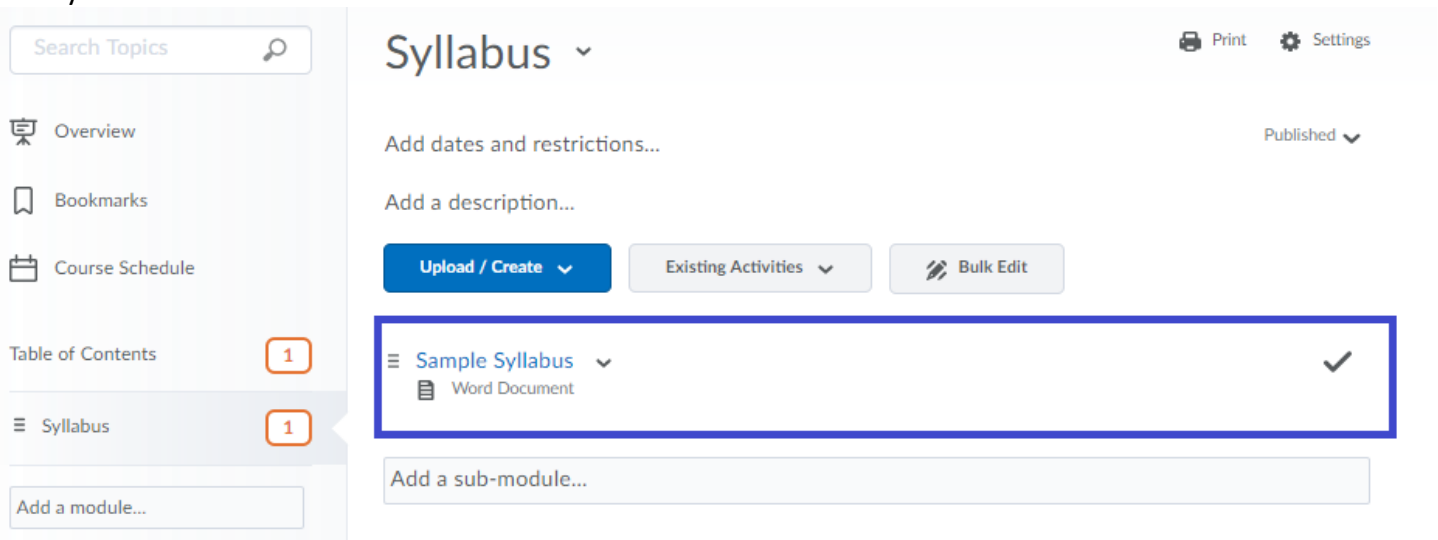 Search Topics
Overview
Bookmarks
Course Schedule
Table of Contents 1
Syllabus 1
Add a module...
Syllabus
Print Settings
Add dates and restrictions...
Published
Add a description...
Upload / Create Existing Activities Bulk Edit
Sample Syllabus
Word Document
Add a sub-module...